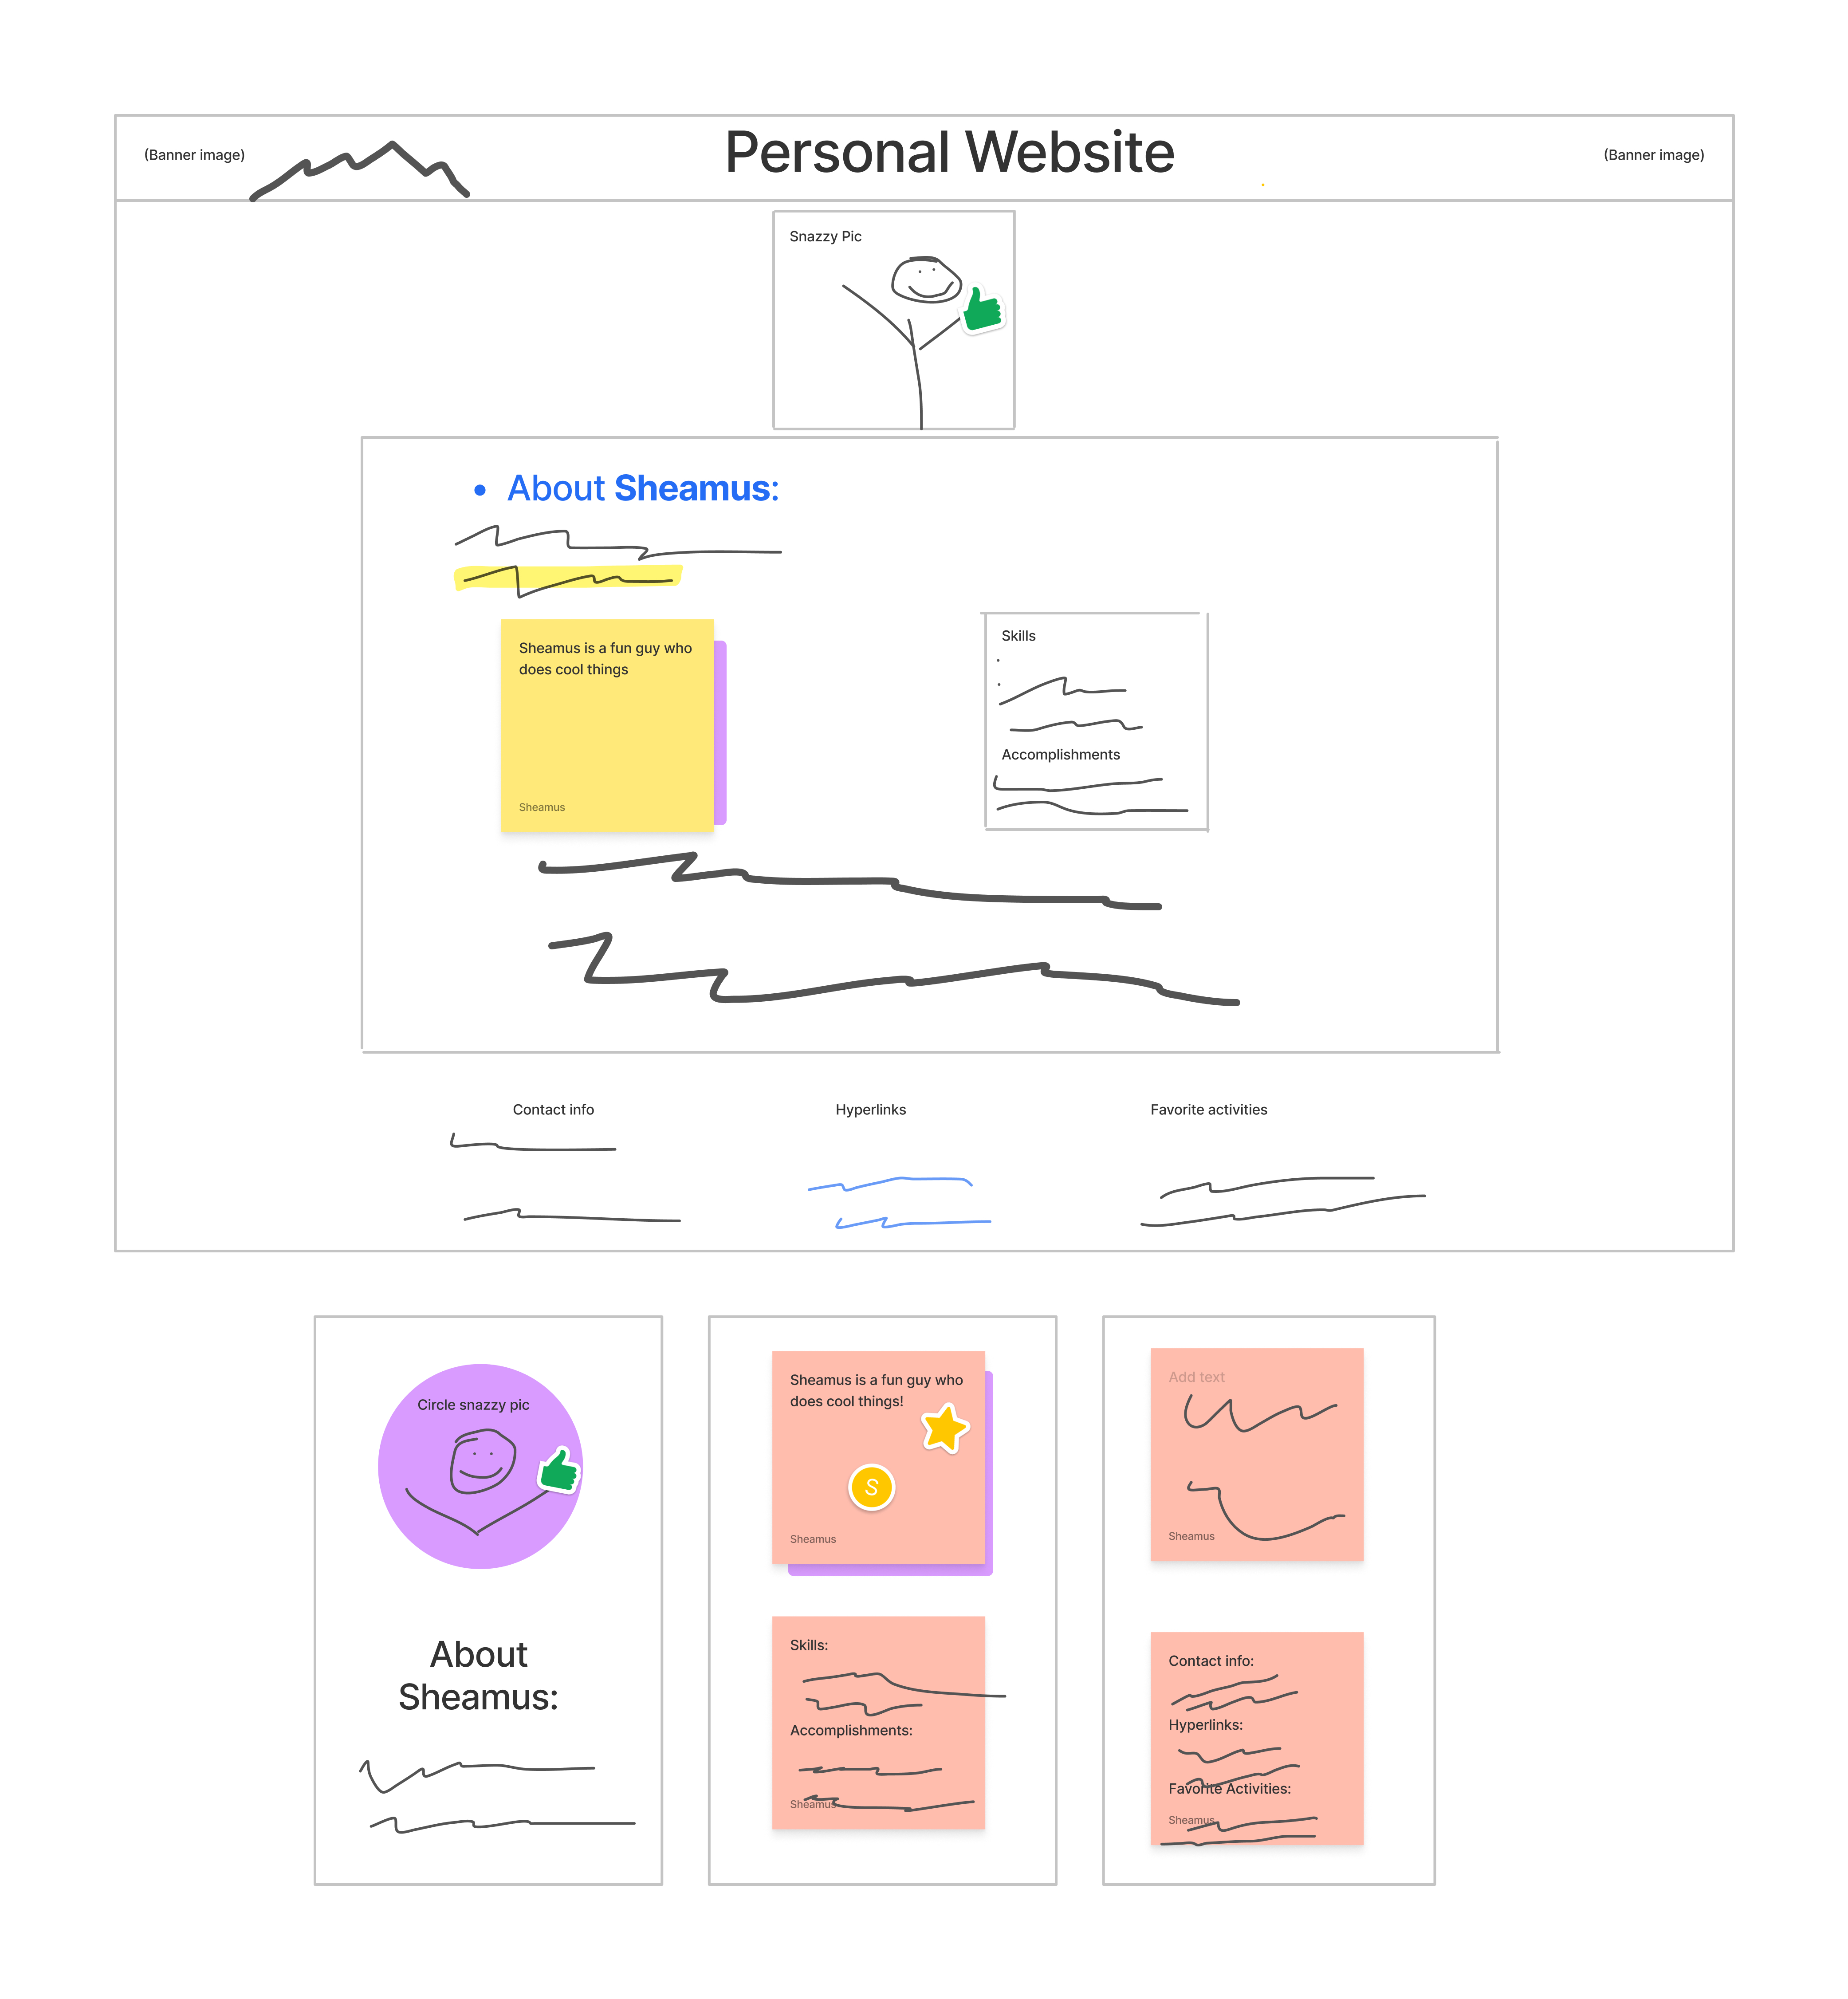 (Banner image)
Personal Website
(Banner image)
Snazzy Pic
• About Sheamus:
Sheamus is a fun guy who
does cool things
Sheamus
Skills
Accomplishments
Contact info
Hyperlinks
Favorite activities
Circle snazzy pic
About
Sheamus:
Sheamus is a fun guy who
does cool things!
S
Sheamus
Skills:
Accomplishments:
Sheamus
Add text
Sheamus
Contact info:
Hyperlinks:
Favorite Activities:
Sheamus